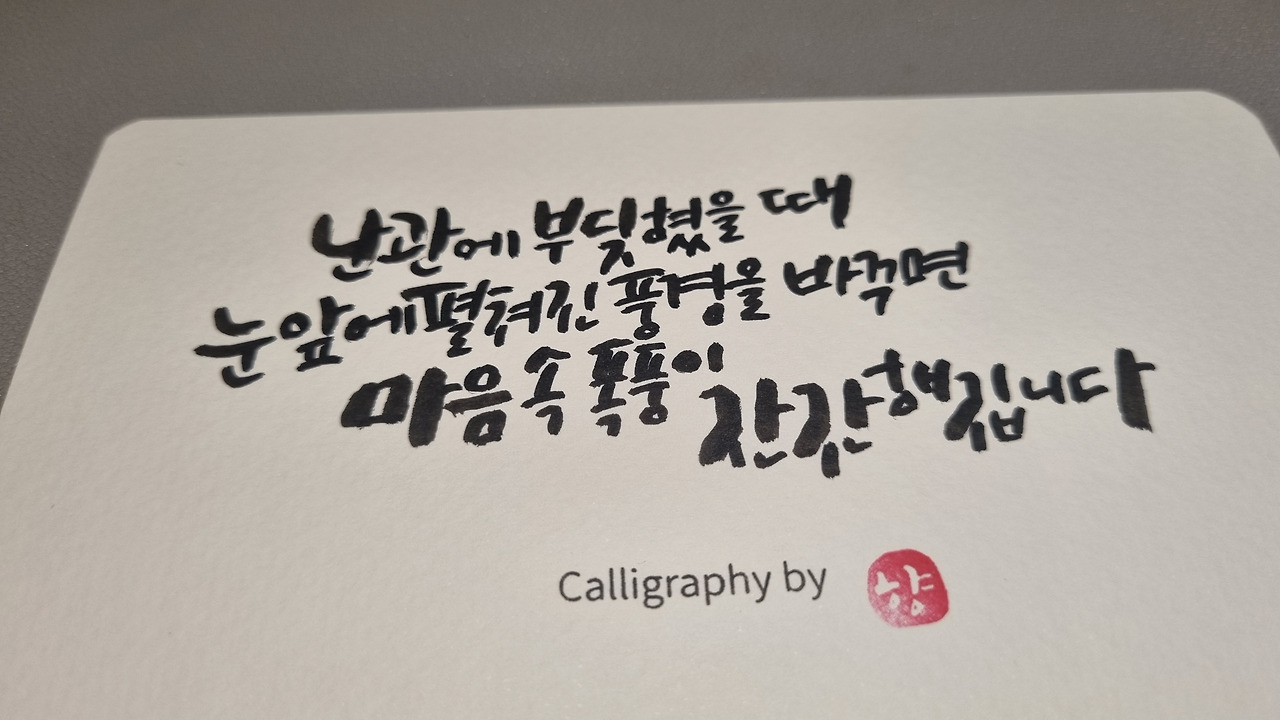 난관에 부딪혔을 때
눈앞에 펼쳐진 풍경을 바꾸면
마음속 폭풍이 잔잔해집니다
Calligraphy by
양